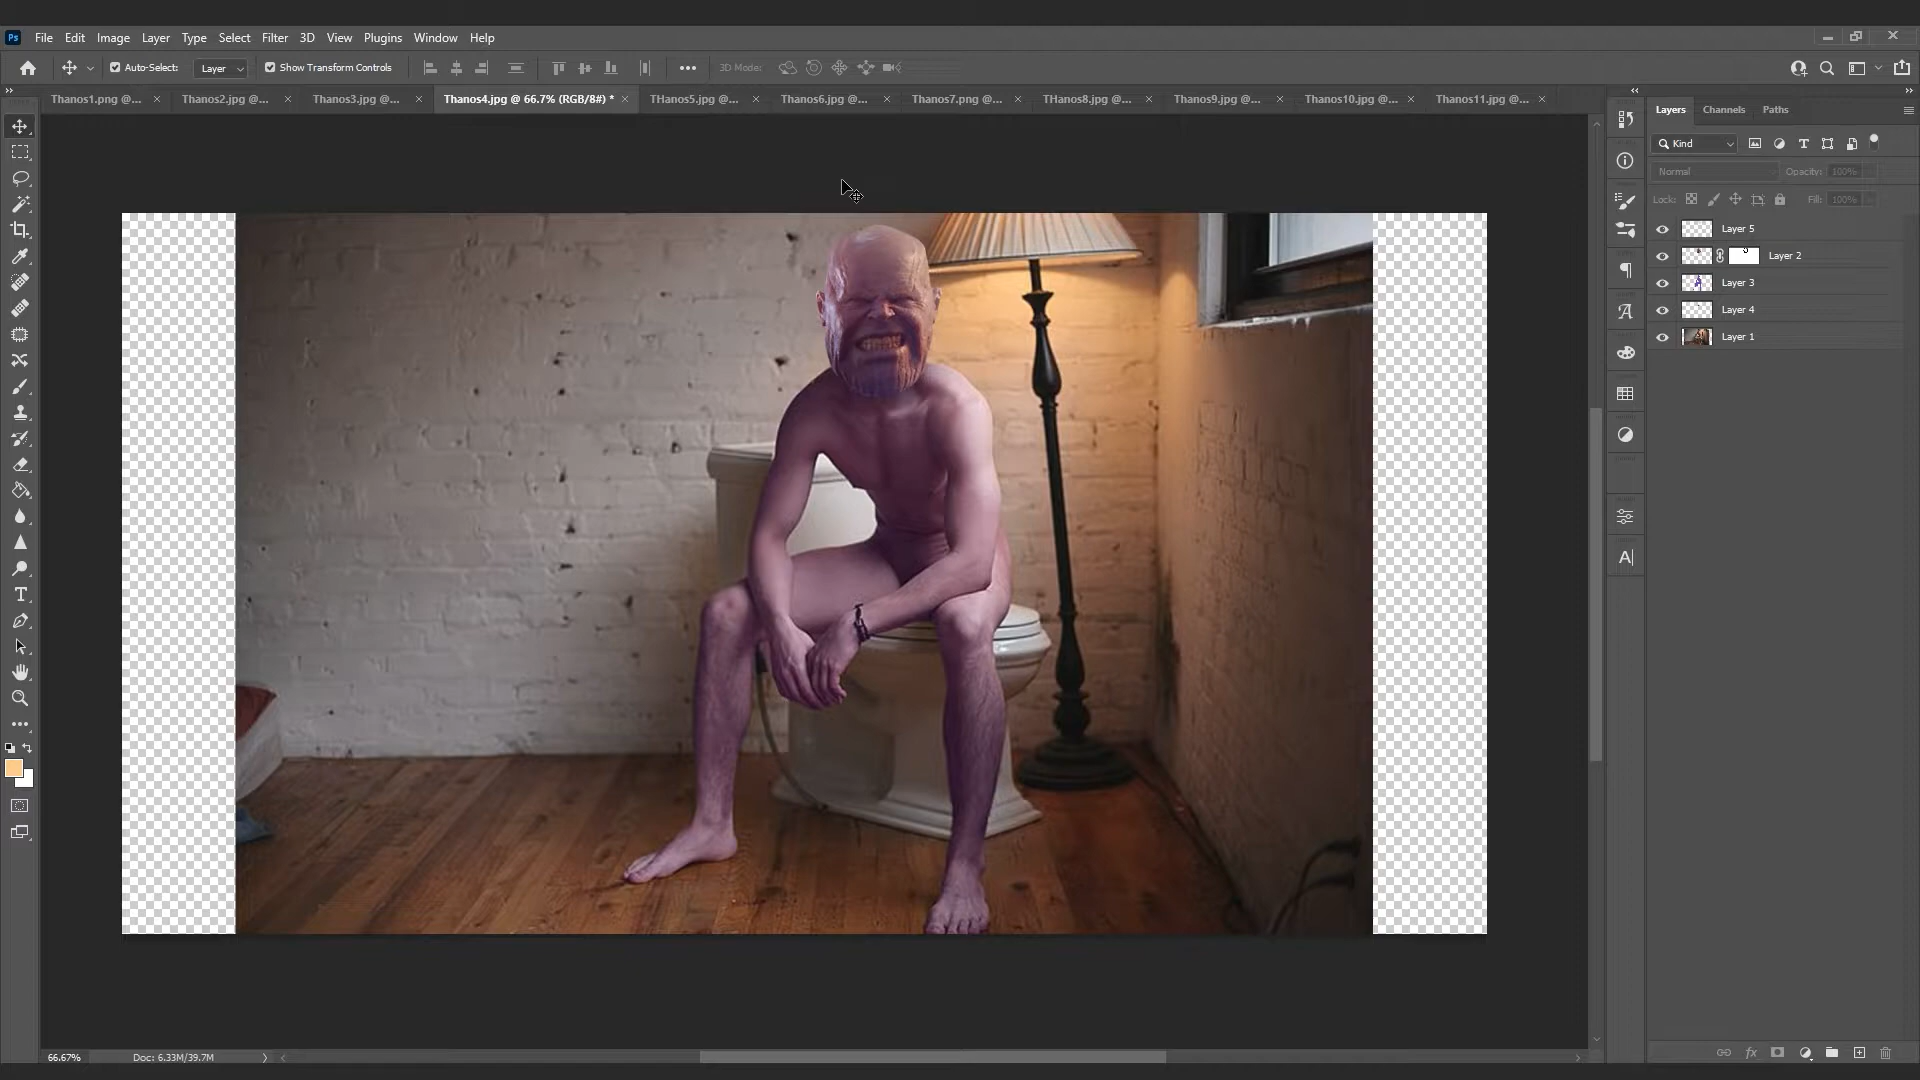 Ps File Edit Image Layer Type Select Filter 3D View Plugins Window Help
Auto-Select: Layer Show Transform Controls 3D Mode:
Thanos1.png @... Thanos2.jpg @... Thanos3.jpg @... Thanos4.jpg @ 66.7% (RGB/8#) * THanos5.jpg @... Thanos6.jpg @... Thanos7.png @... THanos8.jpg @... Thanos9.jpg @... Thanos10.jpg @... Thanos11.jpg @...
Layers Channels Paths
Kind
Normal Opacity: 100%
Lock: Fill: 100%
Layer 5
Layer 2
Layer 3
Layer 4
Layer 1
66.67% Doc: 6.33M/39.7M